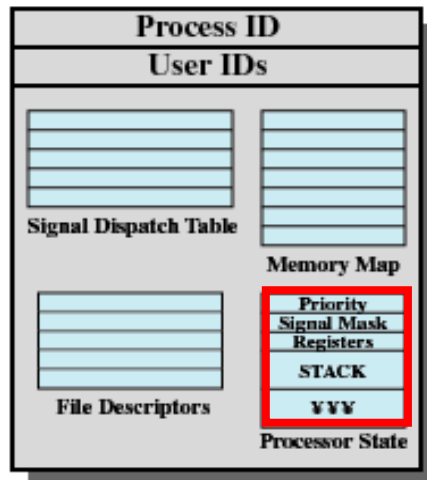 Process ID
User IDs
Signal Dispatch Table
Memory Map
Priority
Signal Mask
Registers
STACK
¥¥¥
File Descriptors
Processor State